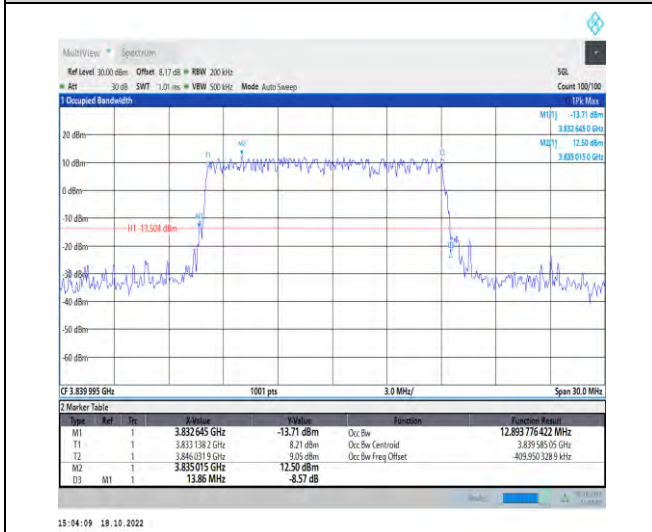 MultiView Spectrum
Ref Level 30.00 dBm Offset 8.17 dB RBW 200 kHz SGL
Att 30 dB SWT 1.01 ms VBW 500 kHz Mode Auto Sweep Count 100/100
1 Occupied Bandwidth 1Pk Max
M1[1] -13.71 dBm
3.832 645 0 GHz
M2[1] 12.50 dBm
3.835 015 0 GHz
20 dBm
M2
T1
10 dBm
0 dBm
-10 dBm
M1
H1 -13.504 dBm
-20 dBm
-30 dBm
-40 dBm
-50 dBm
-60 dBm
CF 3.839 995 GHz 1001 pts 3.0 MHz/ Span 30.0 MHz
2 Marker Table
Type Ref Trc X-Value Y-Value Function Function Result
M1 1 3.832 645 GHz -13.71 dBm Occ Bw 12.893 776 422 MHz
T1 1 3.833 138 2 GHz 8.21 dBm Occ Bw Centroid 3.839 585 05 GHz
T2 1 3.846 031 9 GHz 9.05 dBm Occ Bw Freq Offset -409.950 328 9 kHz
M2 1 3.835 015 GHz 12.50 dBm
D3 M1 1 13.86 MHz -8.57 dB
15:04:09 18.10.2022